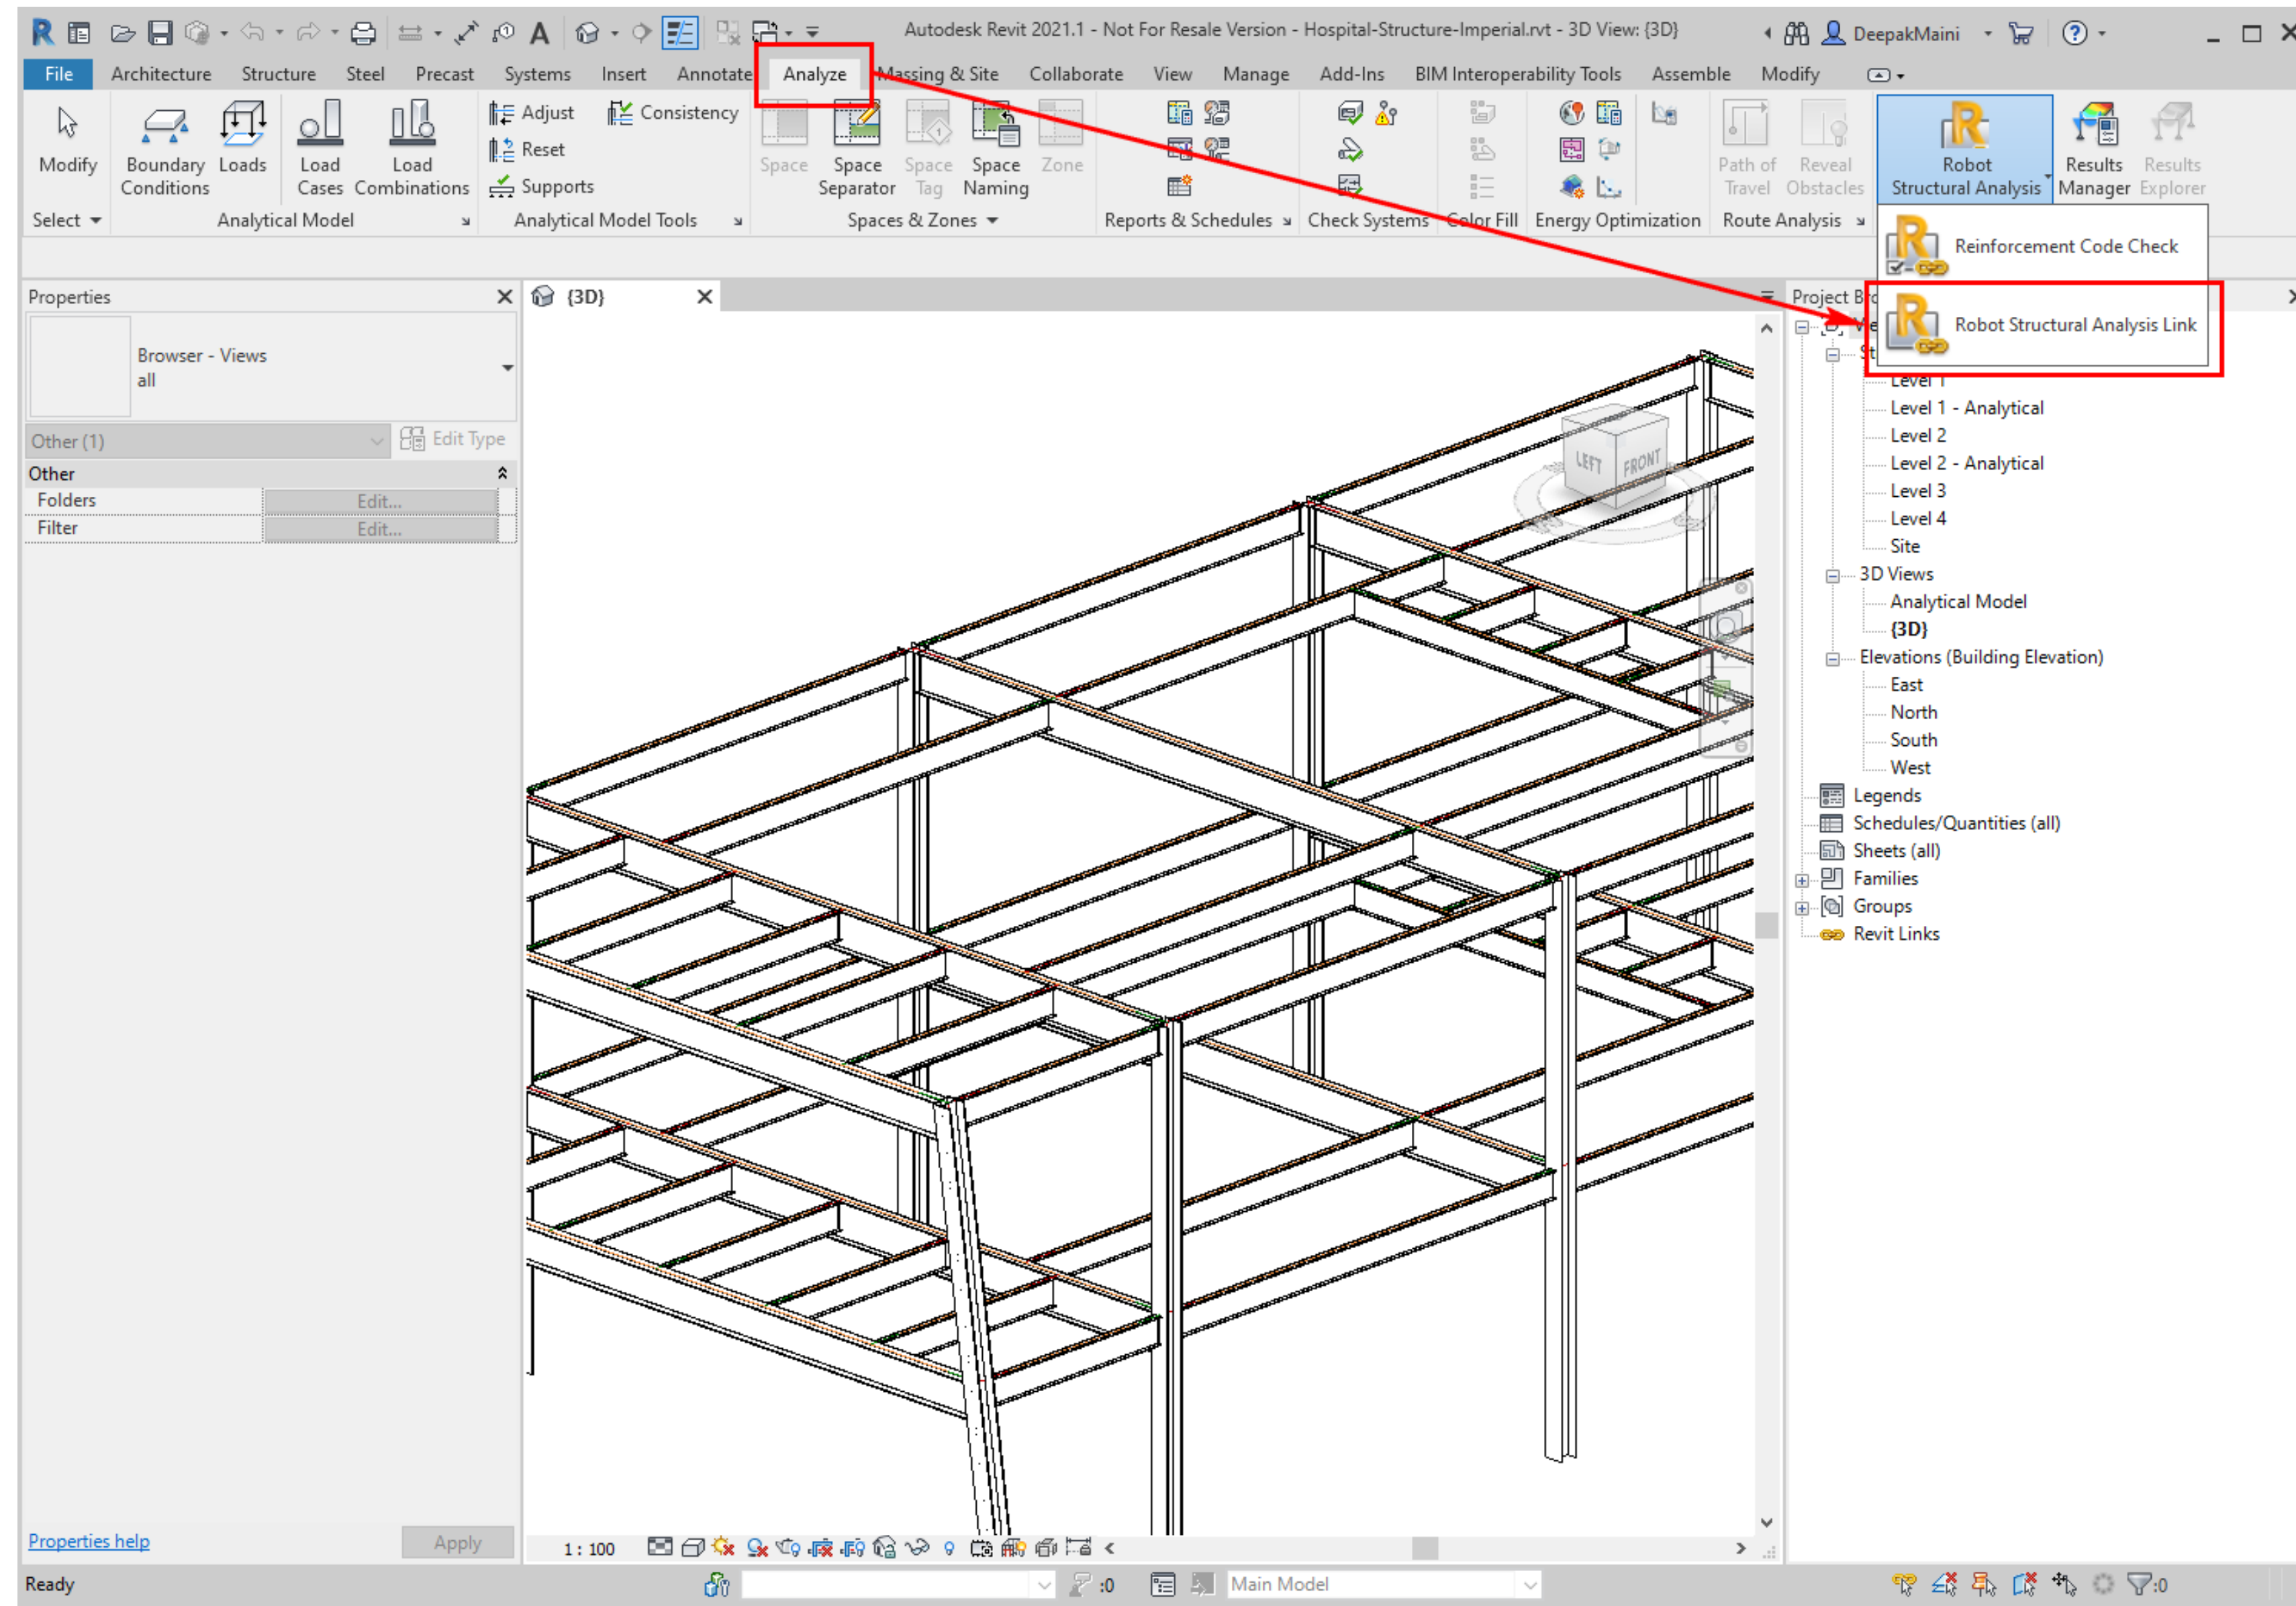 Autodesk Revit 2021.1 - Not For Resale Version - Hospital-Structure-Imperial.rvt - 3D View: {3D}
DeepakMaini
File Architecture Structure Steel Precast Systems Insert Annotate Analyze Massing & Site Collaborate View Manage Add-Ins BIM Interoperability Tools Assemble Modify
Adjust Consistency
Reset
Supports
Modify
Boundary Conditions
Loads
Load Cases
Load Combinations
Space
Space Separator
Space Tag
Space Naming
Zone
Path of Travel
Reveal Obstacles
Robot Structural Analysis
Results Manager
Results Explorer
Select Analytical Model Analytical Model Tools Spaces & Zones Reports & Schedules Check Systems Color Fill Energy Optimization Route Analysis
Reinforcement Code Check
Robot Structural Analysis Link
Properties
Browser - Views
all
Other (1) Edit Type
Other
Folders Edit...
Filter Edit...
Properties help Apply
{3D}
LEFT FRONT
1 : 100
Level 1
Level 1 - Analytical
Level 2
Level 2 - Analytical
Level 3
Level 4
Site
3D Views
Analytical Model
{3D}
Elevations (Building Elevation)
East
North
South
West
Legends
Schedules/Quantities (all)
Sheets (all)
Families
Groups
Revit Links
Ready :0 Main Model :0